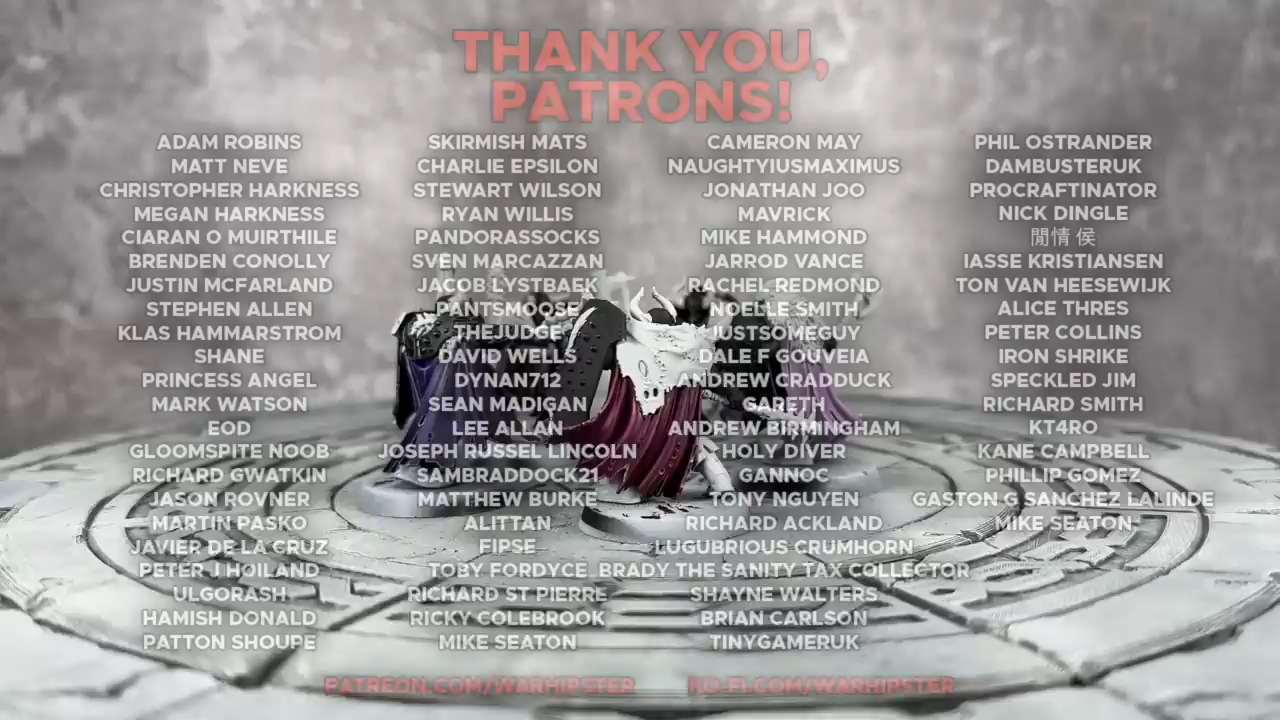 THANK YOU,
PATRONS!
ADAM ROBINS
MATT NEVE
CHRISTOPHER HARKNESS
MEGAN HARKNESS
CIARAN O MUIRTHILE
BRENDEN CONOLLY
JUSTIN MCFARLAND
STEPHEN ALLEN
KLAS HAMMARSTROM
SHANE
PRINCESS ANGEL
MARK WATSON
EOD
GLOOMSPITE NOOB
RICHARD GWATKIN
JASON ROVNER
MARTIN PASKO
JAVIER DE LA CRUZ
PETER J HOILAND
ULGORASH
HAMISH DONALD
PATTON SHOUPE
SKIRMISH MATS
CHARLIE EPSILON
STEWART WILSON
RYAN WILLIS
PANDORASSOCKS
SVEN MARCAZZAN
JACOB LYSTBAEK
PANTSMOOSE
THEJUDGE
DAVID WELLS
DYNAN712
SEAN MADIGAN
LEE ALLAN
JOSEPH RUSSEL LINCOLN
SAMBRADDOCK21
MATTHEW BURKE
ALITTAN
FIPSE
TOBY FORDYCE
RICHARD ST PIERRE
RICKY COLEBROOK
MIKE SEATON
CAMERON MAY
NAUGHTYIUSMAXIMUS
JONATHAN JOO
MAVRICK
MIKE HAMMOND
JARROD VANCE
RACHEL REDMOND
NOELLE SMITH
JUSTSOMEGUY
DALE F GOUVEIA
ANDREW CRADDUCK
GARETH
ANDREW BIRMINGHAM
HOLY DIVER
GANNOC
TONY NGUYEN
RICHARD ACKLAND
LUGUBRIOUS CRUMHORN
BRADY THE SANITY TAX COLLECTOR
SHAYNE WALTERS
BRIAN CARLSON
TINYGAMERUK
PHIL OSTRANDER
DAMBUSTERUK
PROCRAFTINATOR
NICK DINGLE
閒情 侯
IASSE KRISTIANSEN
TON VAN HEESEWIJK
ALICE THRES
PETER COLLINS
IRON SHRIKE
SPECKLED JIM
RICHARD SMITH
KT4RO
KANE CAMPBELL
PHILLIP GOMEZ
GASTON G SANCHEZ LALINDE
MIKE SEATON
PATREON.COM/WARHIPSTER
KO-FI.COM/WARHIPSTER